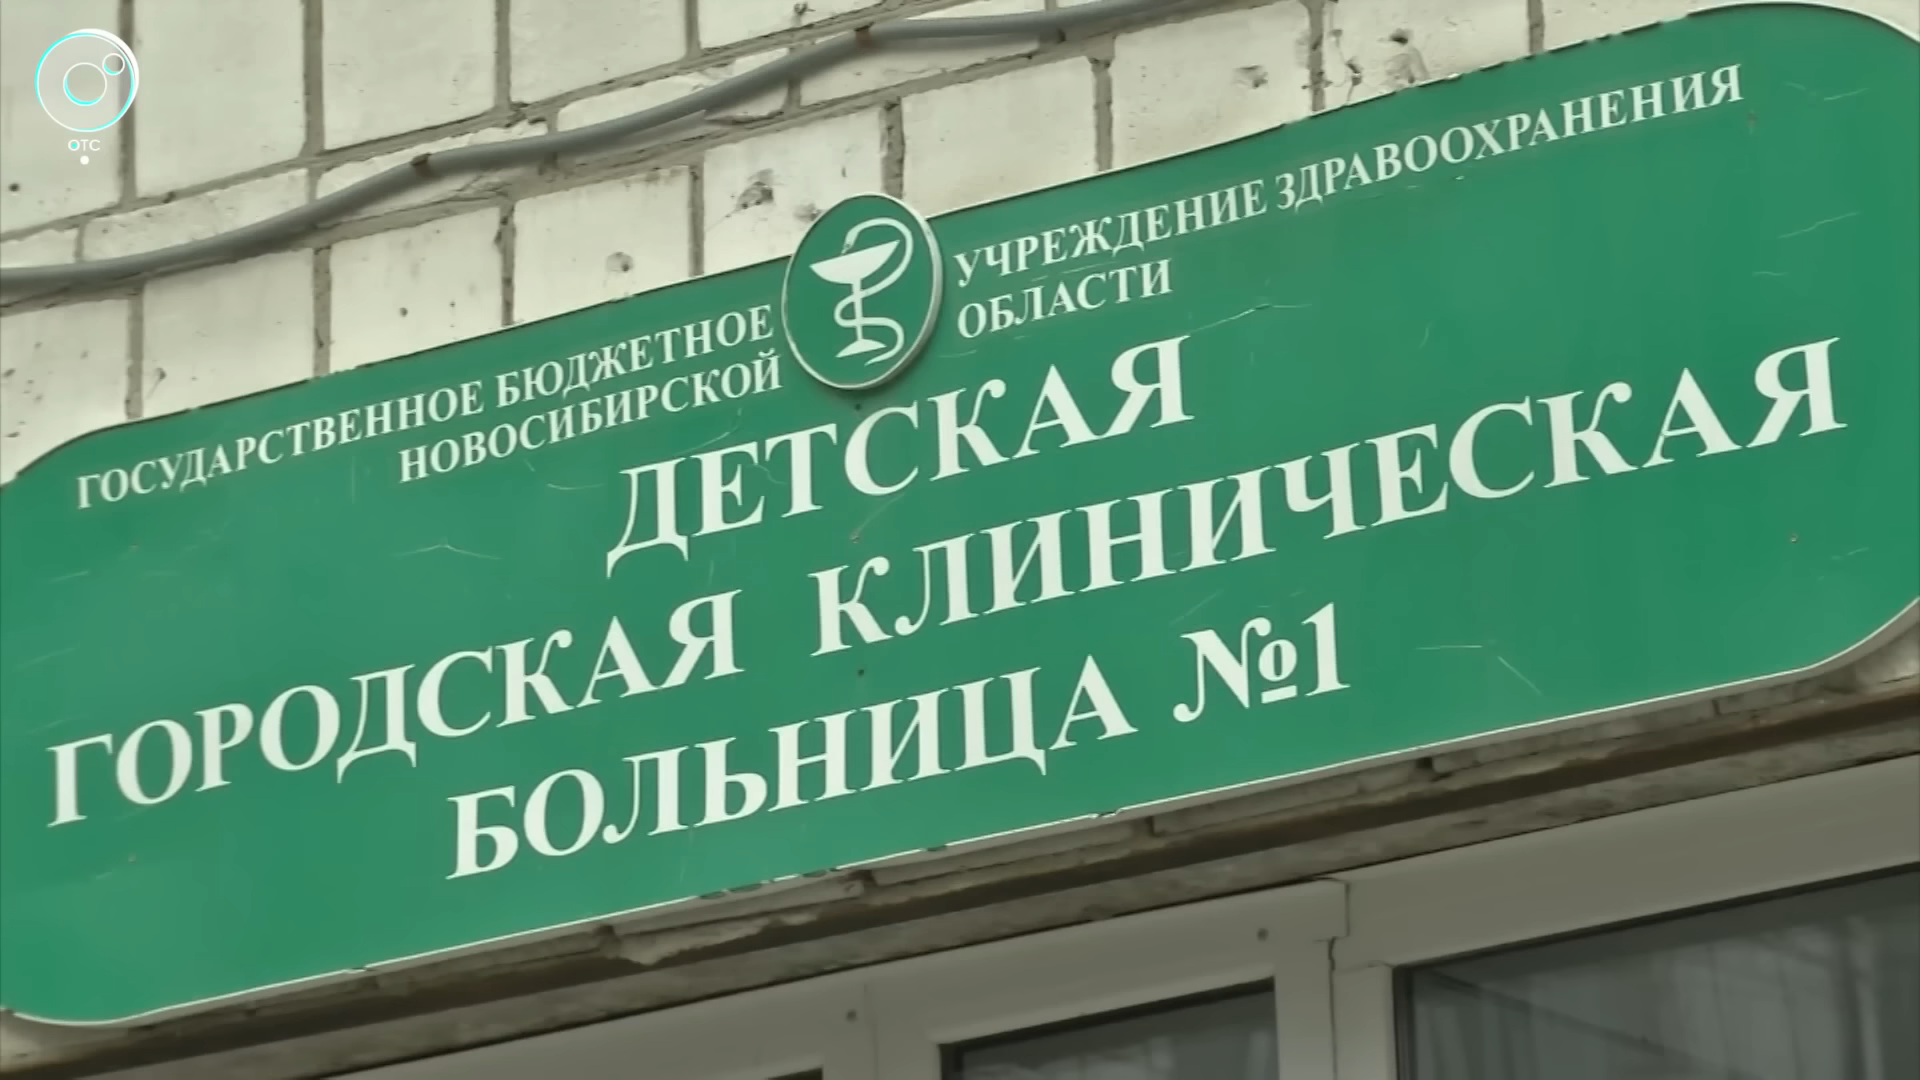 ОТС
ГОСУДАРСТВЕННОЕ БЮДЖЕТНОЕ УЧРЕЖДЕНИЕ ЗДРАВООХРАНЕНИЯ
НОВОСИБИРСКОЙ ОБЛАСТИ
ДЕТСКАЯ
ГОРОДСКАЯ КЛИНИЧЕСКАЯ
БОЛЬНИЦА №1